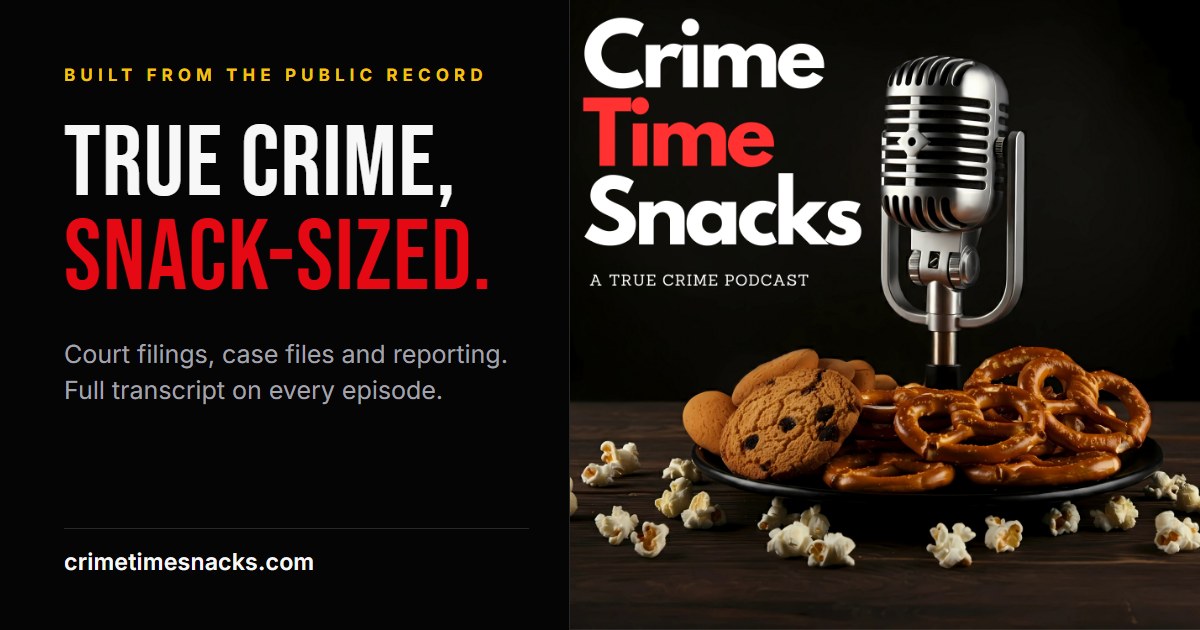 BUILT FROM THE PUBLIC RECORD
TRUE CRIME,
SNACK-SIZED.
Court filings, case files and reporting.
Full transcript on every episode.
crimetimesnacks.com
Crime
Time
Snacks
A TRUE CRIME PODCAST